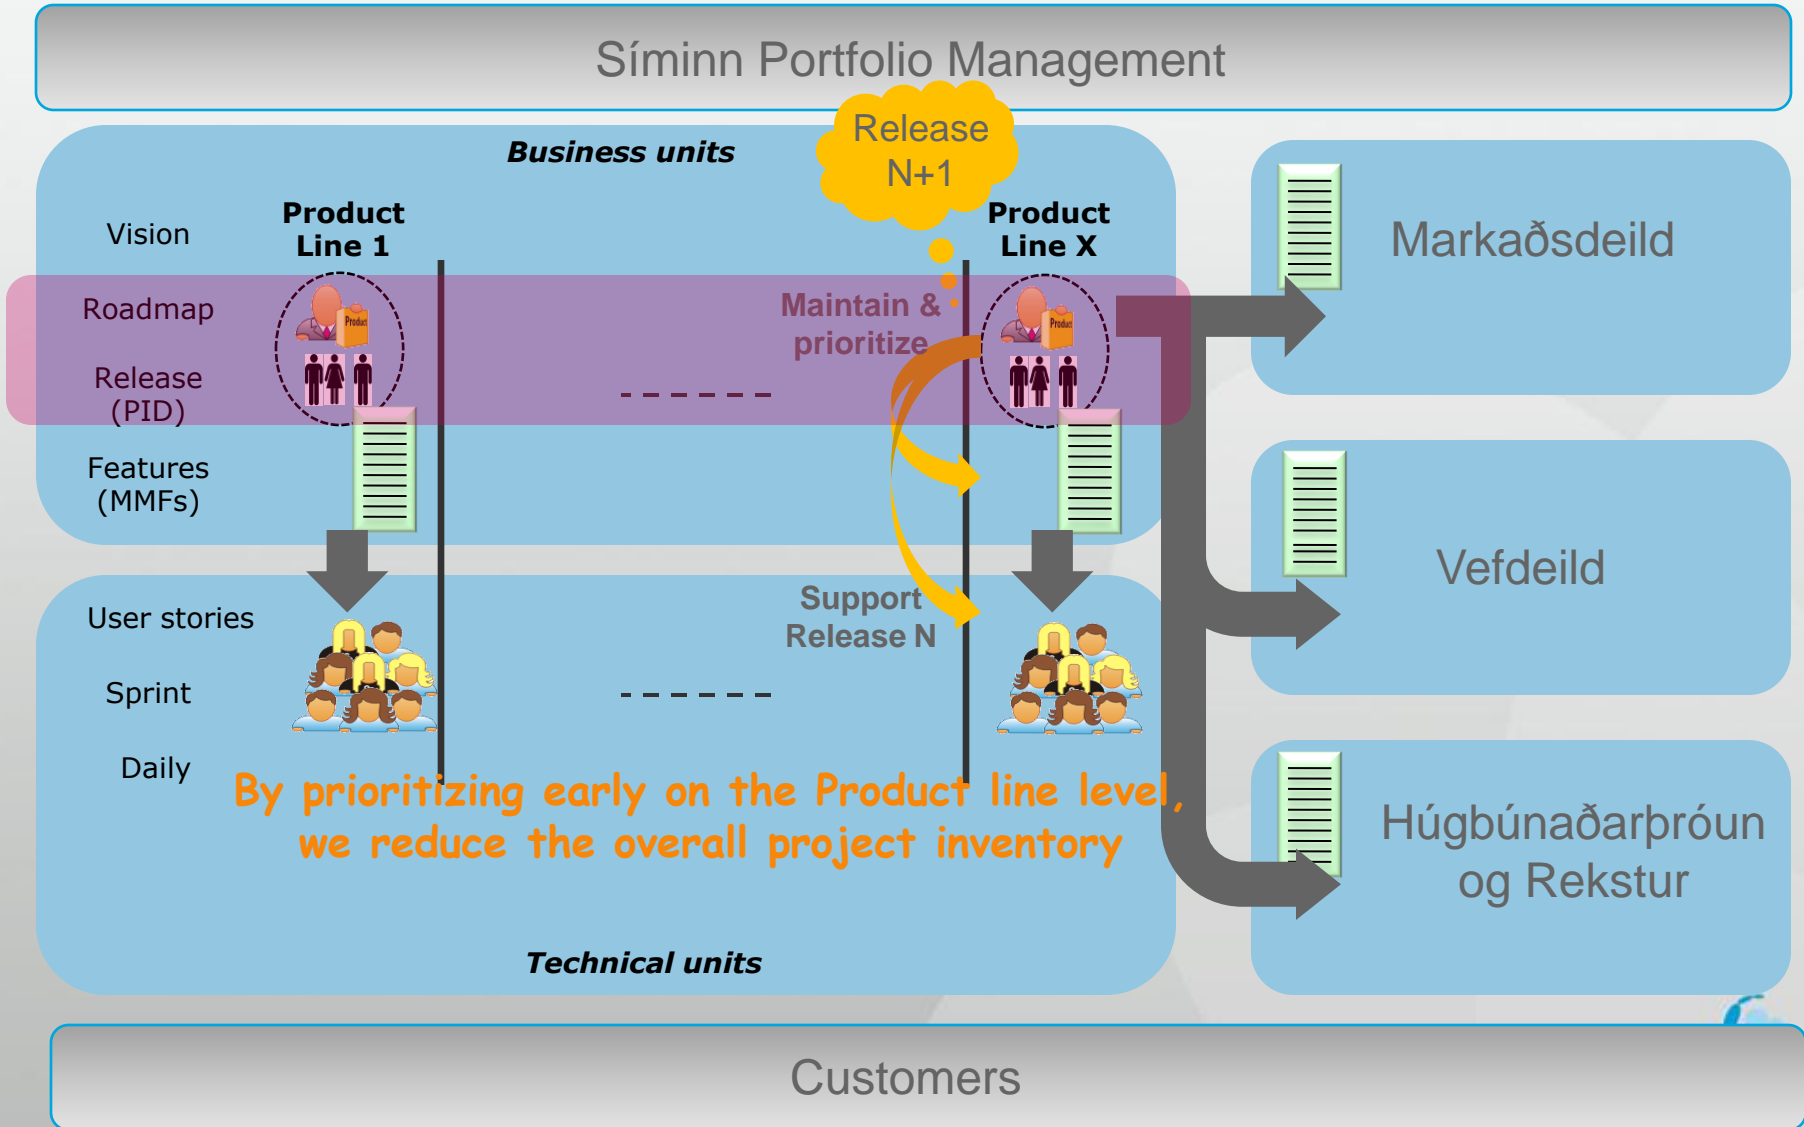 Síminn Portfolio Management
Release
N+1
Business units
Vision
Product
Line 1
Product
Line X
Markaðsdeild
Roadmap
Product
Maintain &
prioritize
Product
Release
(PID)
Features
(MMFs)
Vefdeild
User stories
Support
Release N
Sprint
Daily
By prioritizing early on the Product line level,
we reduce the overall project inventory
Húgbúnaðarþróun
og Rekstur
Technical units
Customers